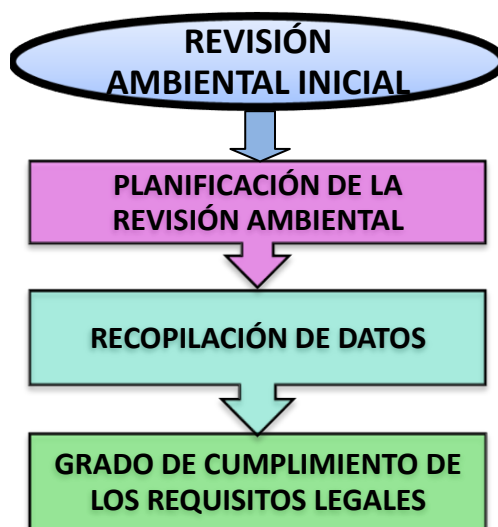 REVISIÓN
AMBIENTAL INICIAL
PLANIFICACIÓN DE LA
REVISIÓN AMBIENTAL
RECOPILACIÓN DE DATOS
GRADO DE CUMPLIMIENTO DE
LOS REQUISITOS LEGALES